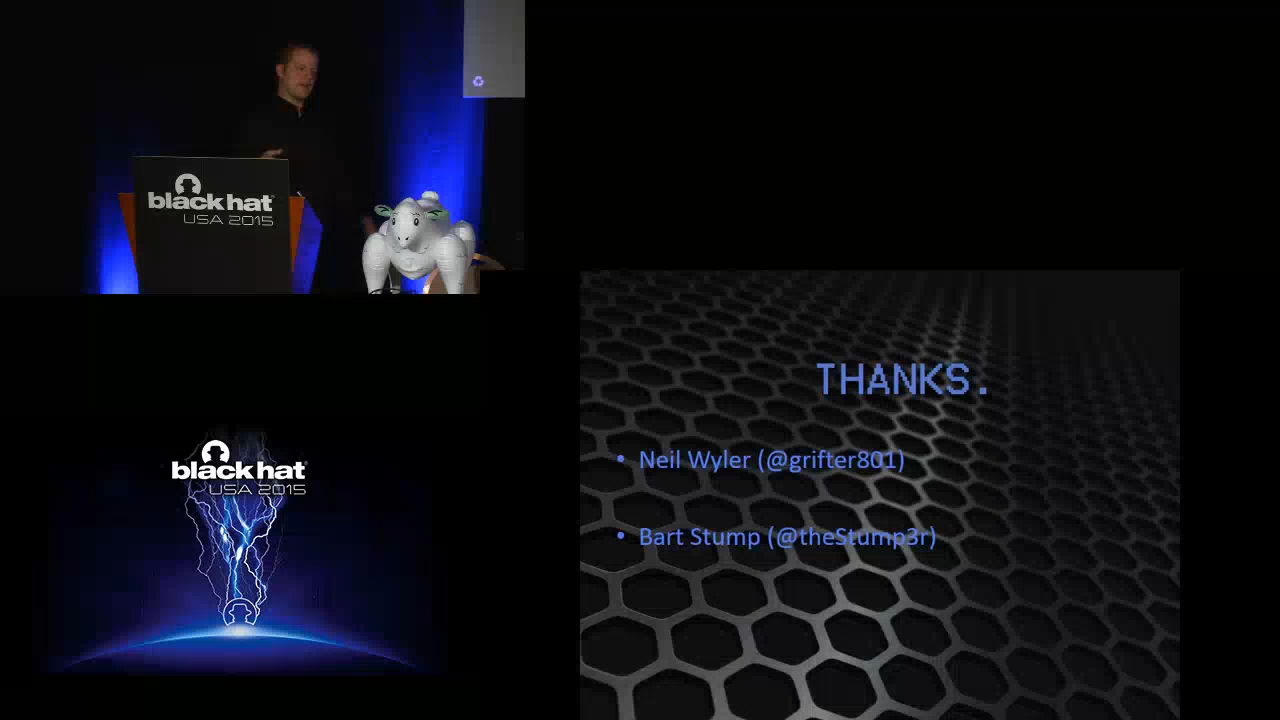 black hat
USA 2015
black hat
USA 2015
THANKS.
• Neil Wyler (@grifter801)
• Bart Stump (@theStump3r)